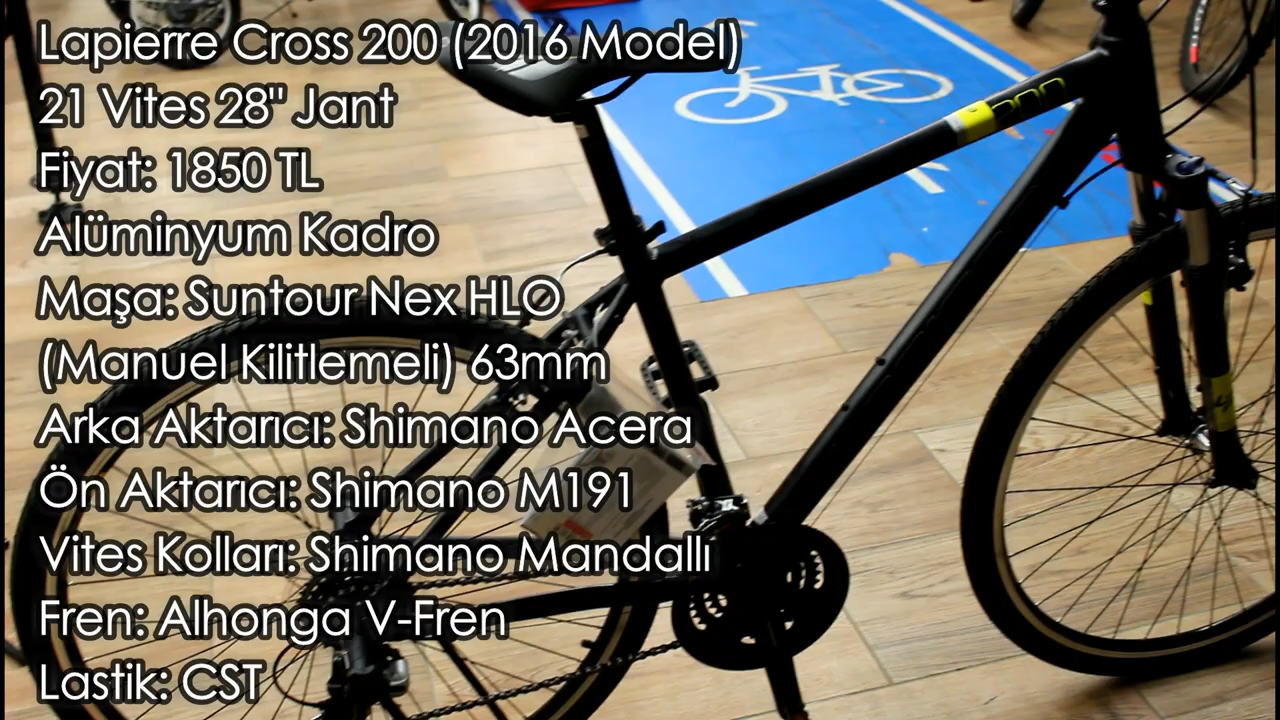 Lapierre Cross 200 (2016 Model)
21 Vites 28" Jant
Fiyat: 1850 TL
Alüminyum Kadro
Maşa: Suntour Nex HLO
(Manuel Kilitlemeli) 63mm
Arka Aktarıcı: Shimano Acera
Ön Aktarıcı: Shimano M191
Vites Kolları: Shimano Mandallı
Fren: Alhonga V-Fren
Lastik: CST
200